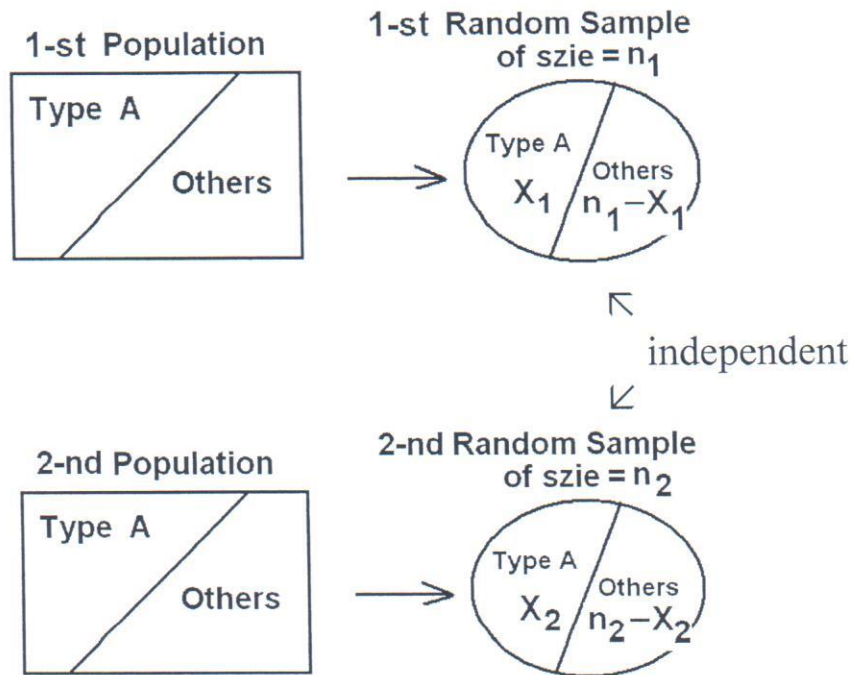 1-st Population
1-st Random Sample
of szie = n₁
Type A
Others
Type A
X₁
Others
n₁–X₁
independent
2-nd Population
2-nd Random Sample
of szie = n₂
Type A
Others
Type A
X₂
Others
n₂–X₂